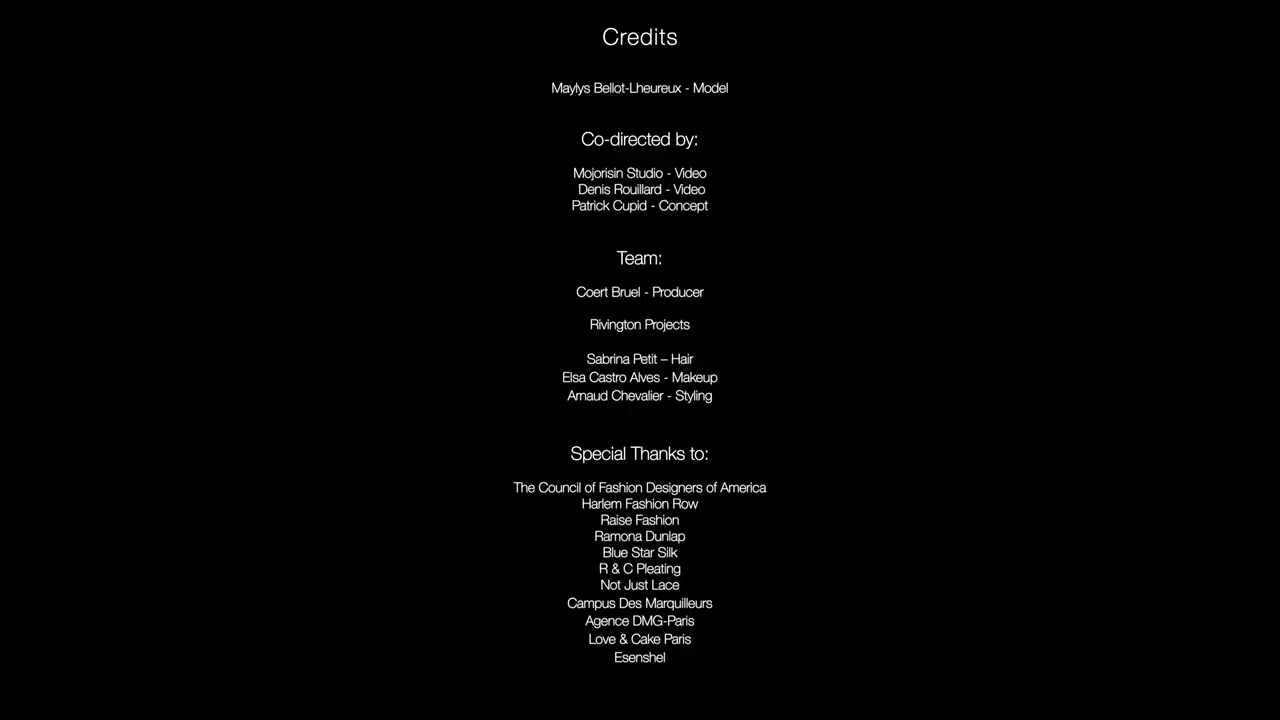 Credits
Maylys Bellot-Lheureux - Model
Co-directed by:
Mojorisin Studio - Video
Denis Rouillard - Video
Patrick Cupid - Concept
Team:
Coert Bruel - Producer
Rivington Projects
Sabrina Petit – Hair
Elsa Castro Alves - Makeup
Arnaud Chevalier - Styling
Special Thanks to:
The Council of Fashion Designers of America
Harlem Fashion Row
Raise Fashion
Ramona Dunlap
Blue Star Silk
R & C Pleating
Not Just Lace
Campus Des Marquilleurs
Agence DMG-Paris
Love & Cake Paris
Esenshel